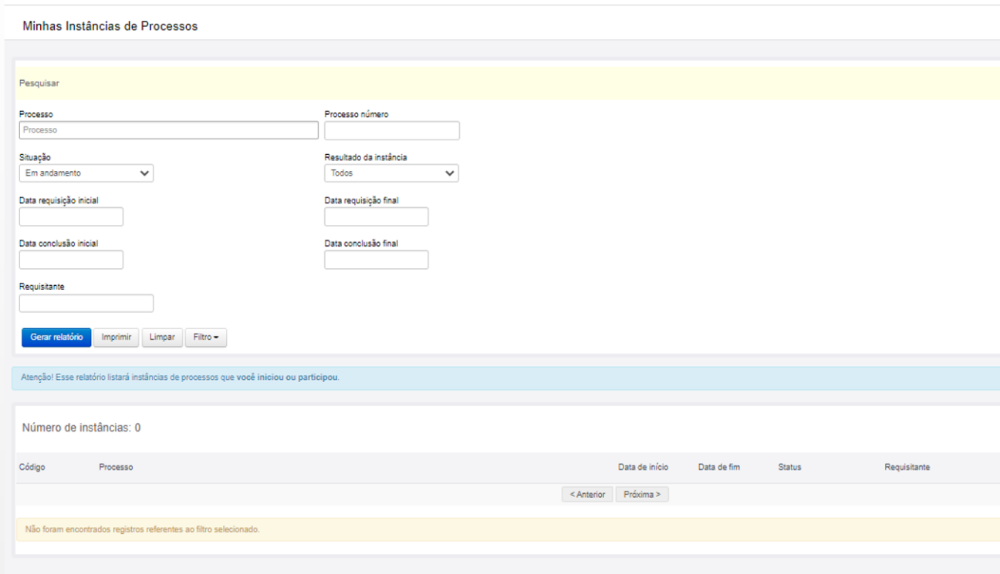 Minhas Instâncias de Processos
Pesquisar
Processo Processo número
Processo
Situação Resultado da instância
Em andamento Todos
Data requisição inicial Data requisição final
Data conclusão inicial Data conclusão final
Requisitante
Gerar relatório Imprimir Limpar Filtro
Atenção! Esse relatório listará instâncias de processos que você iniciou ou participou.
Número de instâncias: 0
Código Processo Data de início Data de fim Status Requisitante
< Anterior Próxima >
Não foram encontrados registros referentes ao filtro selecionado.